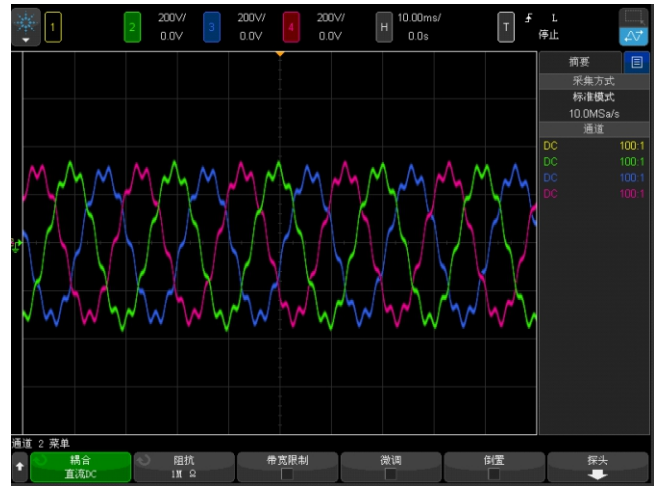 1 2 200V/ 3 200V/ 4 200V/ H 10.00ms/ T L
0.0V 0.0V 0.0V 0.0s 停止
摘要
采集方式
标准模式
10.0MSa/s
通道
DC 100:1
DC 100:1
DC 100:1
DC 100:1
通道 2 菜单
耦合 阻抗 带宽限制 微调 倒置 探头
直流DC 1M Ω